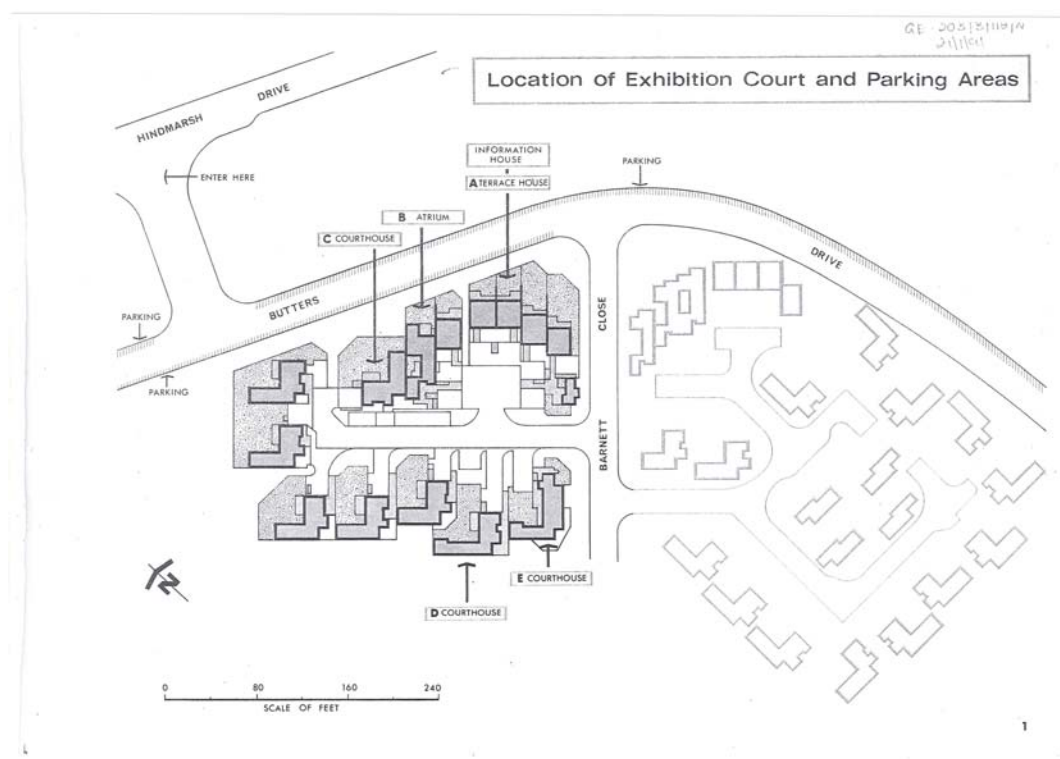 Location of Exhibition Court and Parking Areas
HINDMARSH DRIVE
ENTER HERE
INFORMATION
HOUSE
A TERRACE HOUSE
PARKING
B ATRIUM
C COURTHOUSE
BUTTERS
DRIVE
CLOSE
BARNETT
PARKING
PARKING
E COURTHOUSE
D COURTHOUSE
N
0 80 160 240
SCALE OF FEET
1